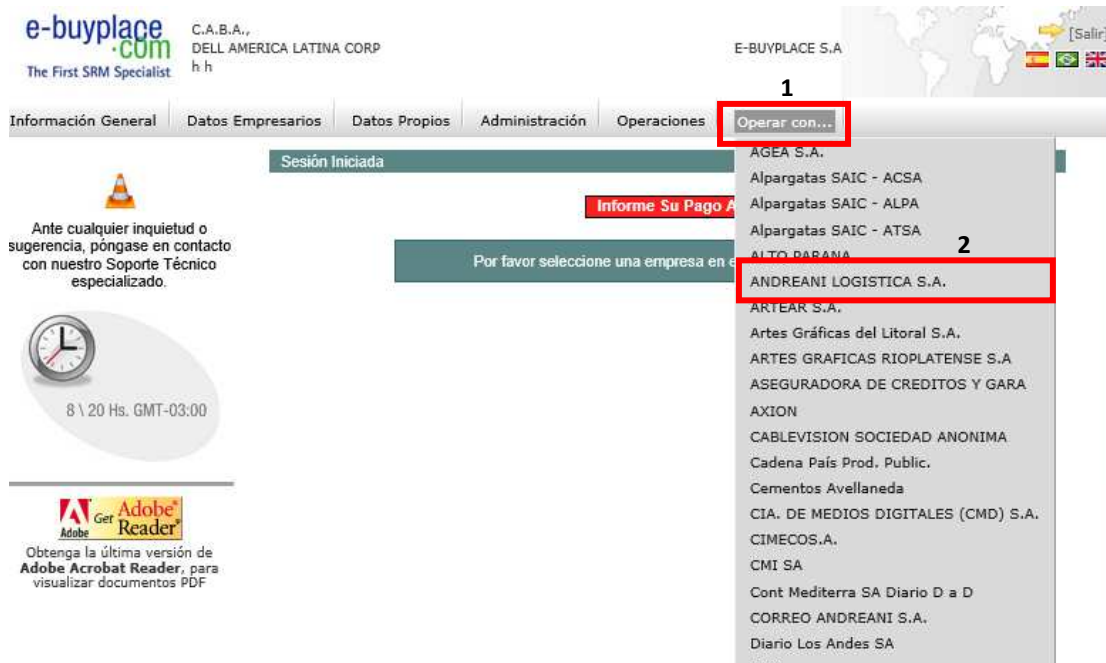 e-buyplace
.com
The First SRM Specialist
C.A.B.A.,
DELL AMERICA LATINA CORP
h h
E-BUYPLACE S.A
[Salir]
1
Información General Datos Empresarios Datos Propios Administración Operaciones Operar con...
Sesión Iniciada
Informe Su Pago A
Por favor seleccione una empresa en e
Ante cualquier inquietud o
sugerencia, póngase en contacto
con nuestro Soporte Técnico
especializado.
8 \ 20 Hs. GMT-03:00
Adobe
Get Adobe
Reader
Obtenga la última versión de
Adobe Acrobat Reader, para
visualizar documentos PDF
AGEA S.A.
Alpargatas SAIC - ACSA
Alpargatas SAIC - ALPA
Alpargatas SAIC - ATSA
2
ALTO PARANA
ANDREANI LOGISTICA S.A.
ARTEAR S.A.
Artes Gráficas del Litoral S.A.
ARTES GRAFICAS RIOPLATENSE S.A
ASEGURADORA DE CREDITOS Y GARA
AXION
CABLEVISION SOCIEDAD ANONIMA
Cadena País Prod. Public.
Cementos Avellaneda
CIA. DE MEDIOS DIGITALES (CMD) S.A.
CIMECOS.A.
CMI SA
Cont Mediterra SA Diario D a D
CORREO ANDREANI S.A.
Diario Los Andes SA